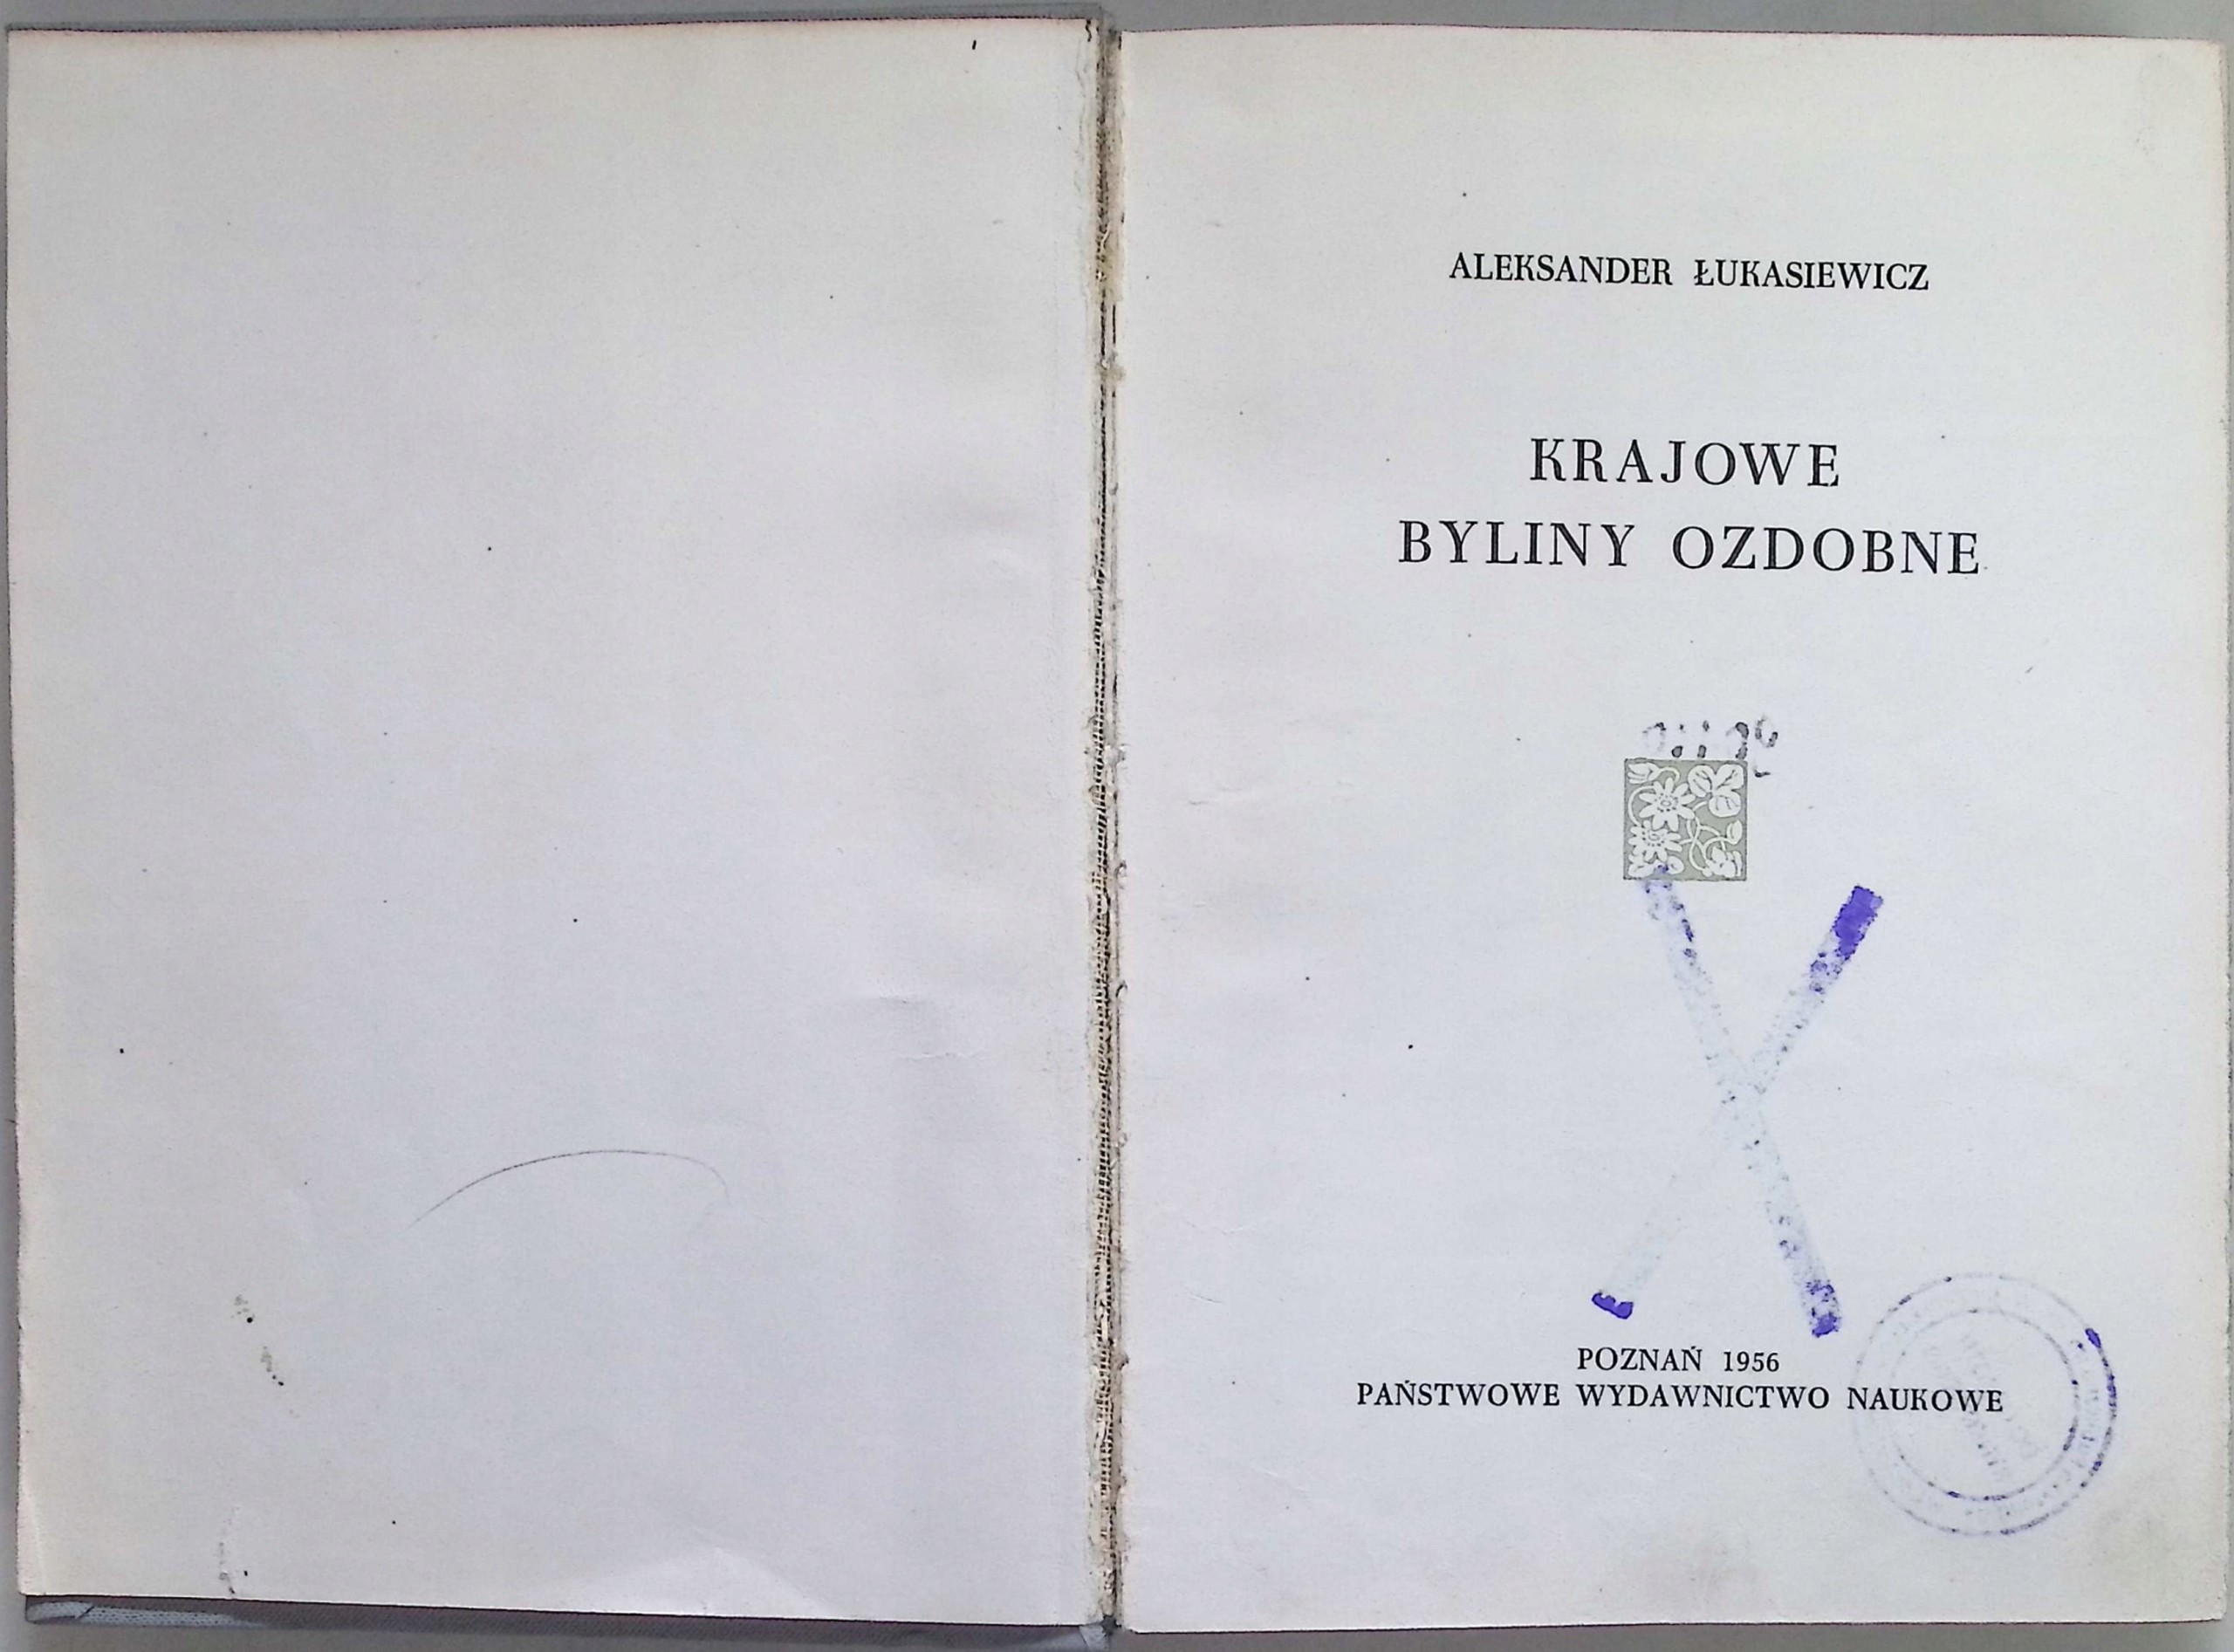 ALEKSANDER ŁUKASIEWICZ
KRAJOWE
BYLINY OZDOBNE
POZNAŃ 1956
PAŃSTWOWE WYDAWNICTWO NAUKOWE